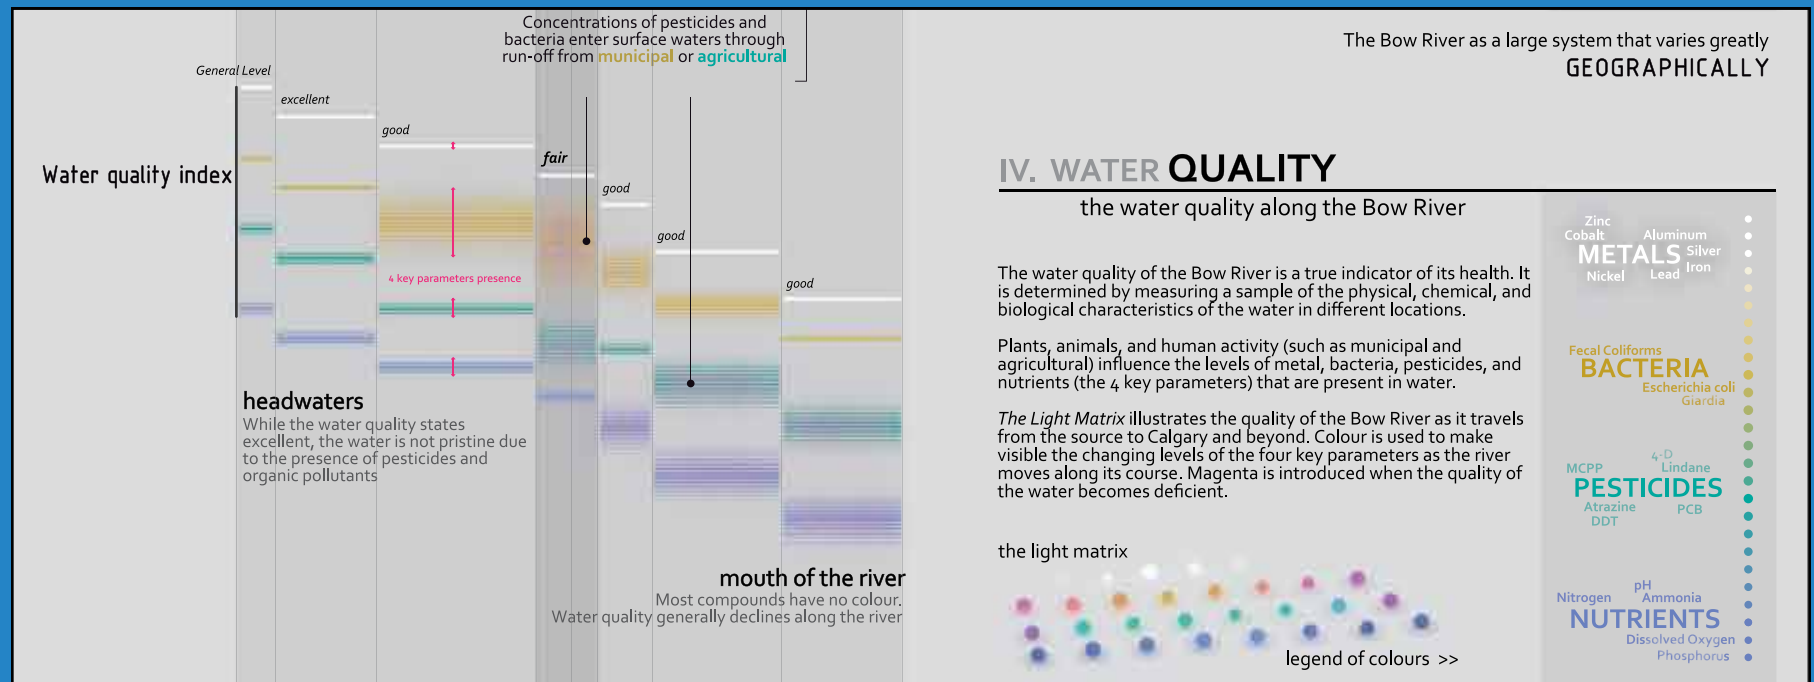 Concentrations of pesticides and
bacteria enter surface waters through
run-off from municipal or agricultural
General Level
excellent
good
fair
good
good
good
Water quality index
4 key parameters presence
headwaters
While the water quality states
excellent, the water is not pristine due
to the presence of pesticides and
organic pollutants
mouth of the river
Most compounds have no colour.
Water quality generally declines along the river
The Bow River as a large system that varies greatly
GEOGRAPHICALLY
IV. WATER QUALITY
the water quality along the Bow River
The water quality of the Bow River is a true indicator of its health. It
is determined by measuring a sample of the physical, chemical, and
biological characteristics of the water in different locations.
Plants, animals, and human activity (such as municipal and
agricultural) influence the levels of metal, bacteria, pesticides, and
nutrients (the 4 key parameters) that are present in water.
The Light Matrix illustrates the quality of the Bow River as it travels
from the source to Calgary and beyond. Colour is used to make
visible the changing levels of the four key parameters as the river
moves along its course. Magenta is introduced when the quality of
the water becomes deficient.
the light matrix
legend of colours >>
Zinc
Cobalt Aluminum
METALS Silver
Iron
Nickel Lead
Fecal Coliforms
BACTERIA
Escherichia coli
Giardia
4-D
MCPP Lindane
PESTICIDES
Atrazine PCB
DDT
pH
Nitrogen Ammonia
NUTRIENTS
Dissolved Oxygen
Phosphorus